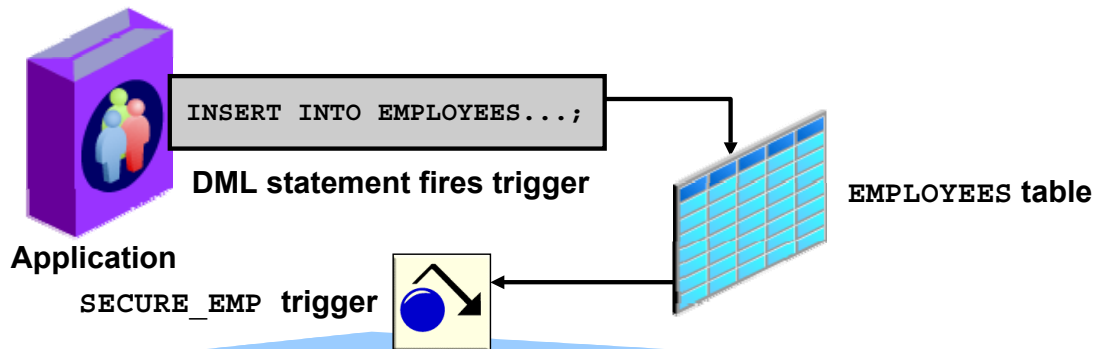 INSERT INTO EMPLOYEES...;
DML statement fires trigger
EMPLOYEES table
Application
SECURE_EMP trigger